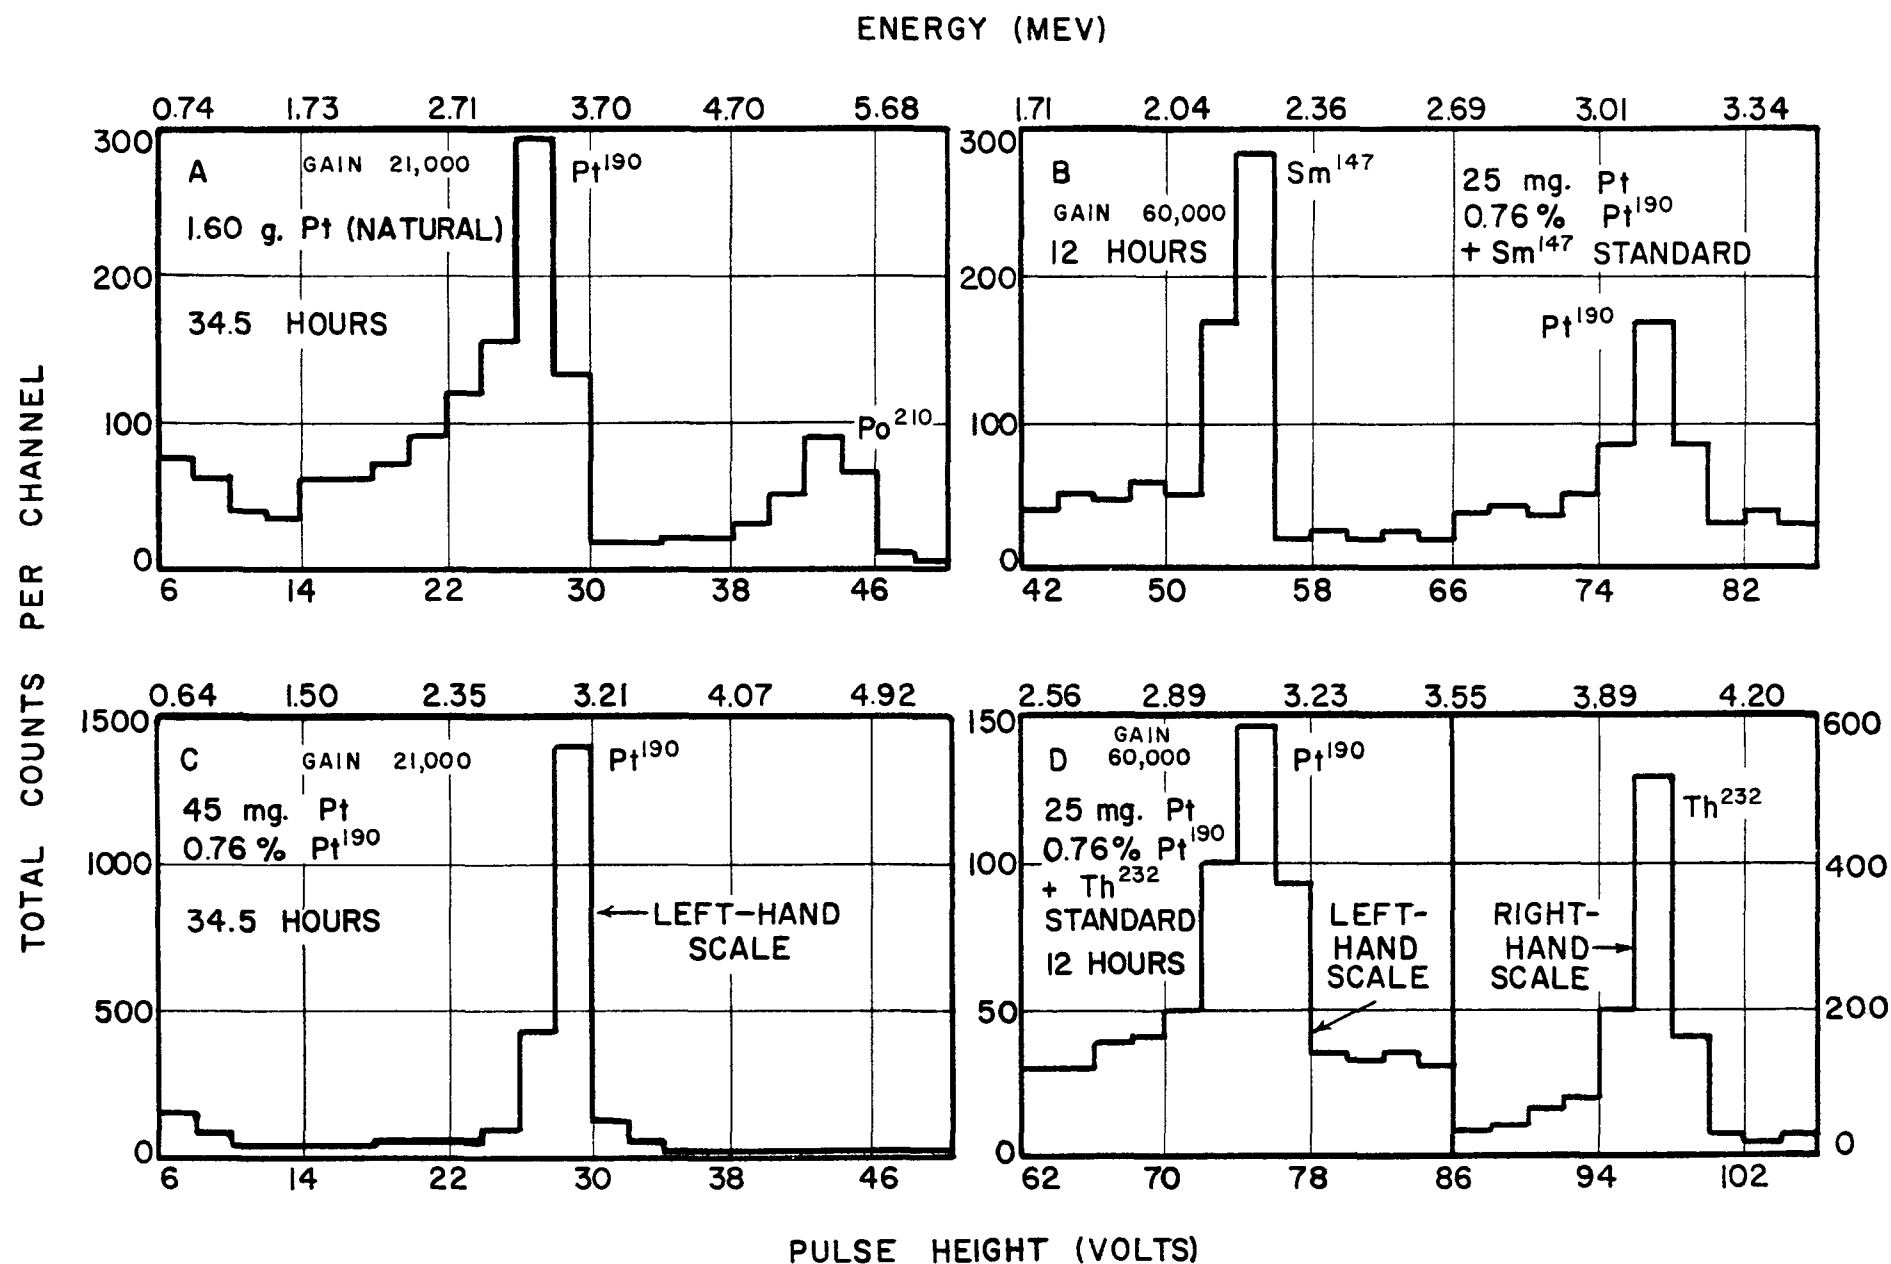 ENERGY (MEV)
0.74 1.73 2.71 3.70 4.70 5.68
300
A GAIN 21,000 Pt¹⁹⁰
1.60 g. Pt (NATURAL)
200
34.5 HOURS
100
Po²¹⁰
0
6 14 22 30 38 46
1.71 2.04 2.36 2.69 3.01 3.34
300
B Sm¹⁴⁷
GAIN 60,000
12 HOURS
25 mg. Pt
0.76% Pt¹⁹⁰
+ Sm¹⁴⁷ STANDARD
200
Pt¹⁹⁰
100
0
42 50 58 66 74 82
0.64 1.50 2.35 3.21 4.07 4.92
1500
C GAIN 21,000 Pt¹⁹⁰
45 mg. Pt
0.76% Pt¹⁹⁰
1000
34.5 HOURS
LEFT-HAND
SCALE
500
0
6 14 22 30 38 46
2.56 2.89 3.23 3.55 3.89 4.20
150 600
D GAIN
60,000
Pt¹⁹⁰
25 mg. Pt
0.76% Pt¹⁹⁰
+ Th²³²
STANDARD
12 HOURS
Th²³²
100 400
LEFT-
HAND
SCALE
RIGHT-
HAND
SCALE
50 200
0 0
62 70 78 86 94 102
TOTAL COUNTS PER CHANNEL
PULSE HEIGHT (VOLTS)